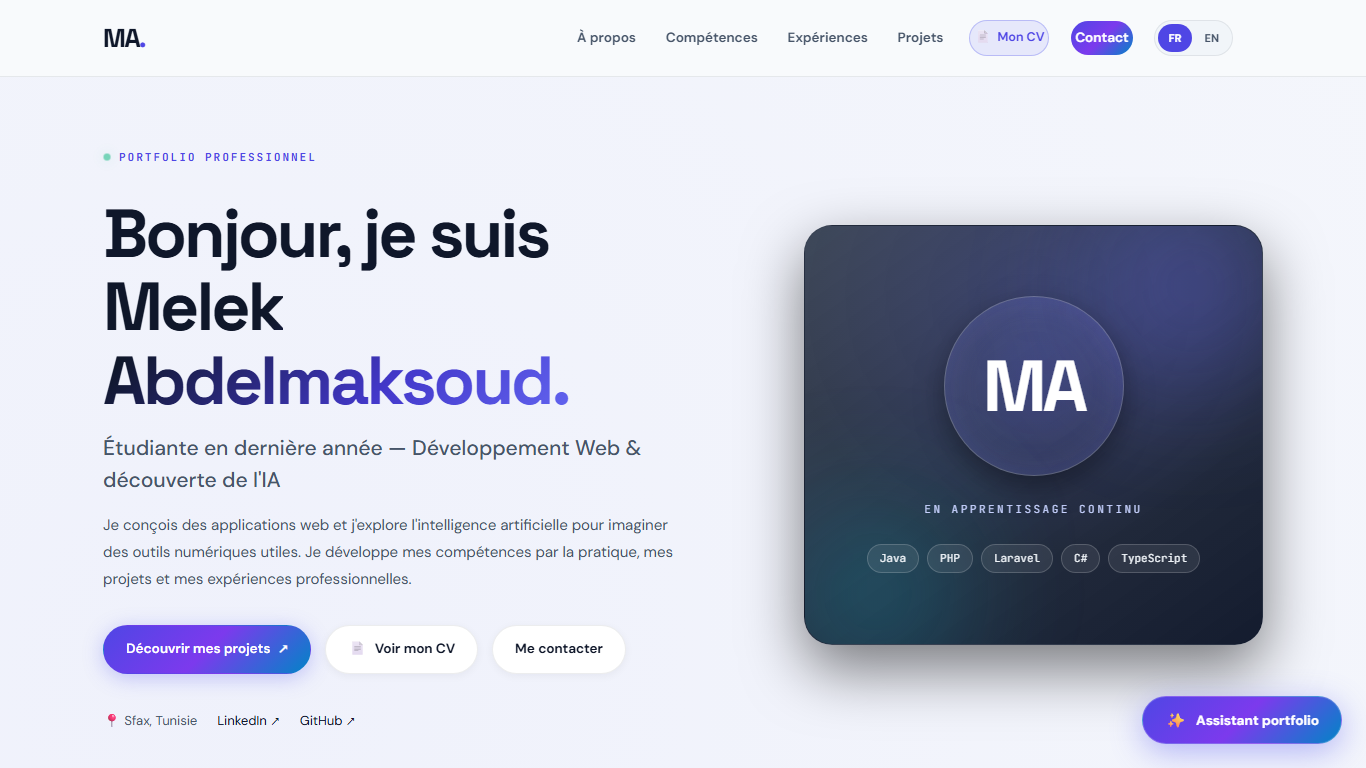 MA.
À propos
Compétences
Expériences
Projets
Mon CV
Contact
FR
EN
PORTFOLIO PROFESSIONNEL
Bonjour, je suis
Melek
Abdelmaksoud.
Étudiante en dernière année — Développement Web &
découverte de l'IA
Je conçois des applications web et j'explore l'intelligence artificielle pour imaginer
des outils numériques utiles. Je développe mes compétences par la pratique, mes
projets et mes expériences professionnelles.
Découvrir mes projets ↗
Voir mon CV
Me contacter
Sfax, Tunisie
LinkedIn ↗
GitHub ↗
MA
EN APPRENTISSAGE CONTINU
Java
PHP
Laravel
C#
TypeScript
Assistant portfolio